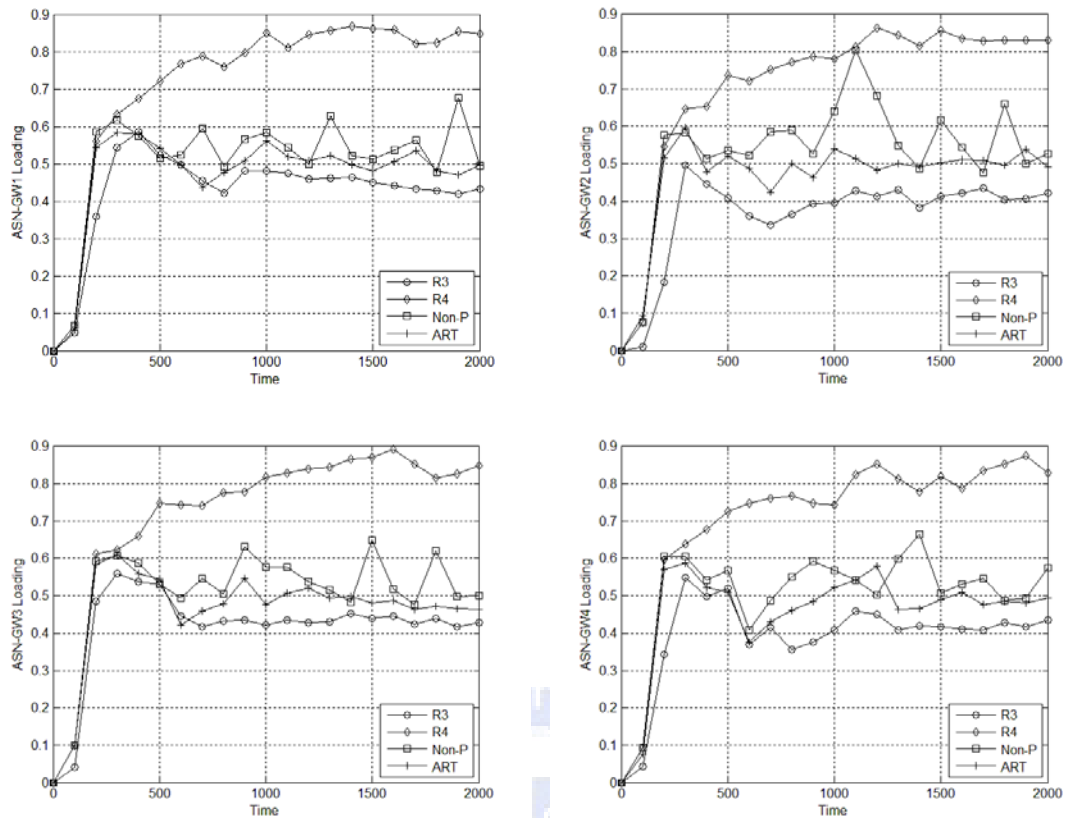 0.9
0.8
0.7
0.6
0.5
0.4
0.3
0.2
0.1
0
ASN-GW1 Loading
0 500 1000 1500 2000
Time
R3
R4
Non-P
ART
0.9
0.8
0.7
0.6
0.5
0.4
0.3
0.2
0.1
0
ASN-GW2 Loading
0 500 1000 1500 2000
Time
R3
R4
Non-P
ART
0.9
0.8
0.7
0.6
0.5
0.4
0.3
0.2
0.1
0
ASN-GW3 Loading
0 500 1000 1500 2000
Time
R3
R4
Non-P
ART
0.9
0.8
0.7
0.6
0.5
0.4
0.3
0.2
0.1
0
ASN-GW4 Loading
0 500 1000 1500 2000
Time
R3
R4
Non-P
ART